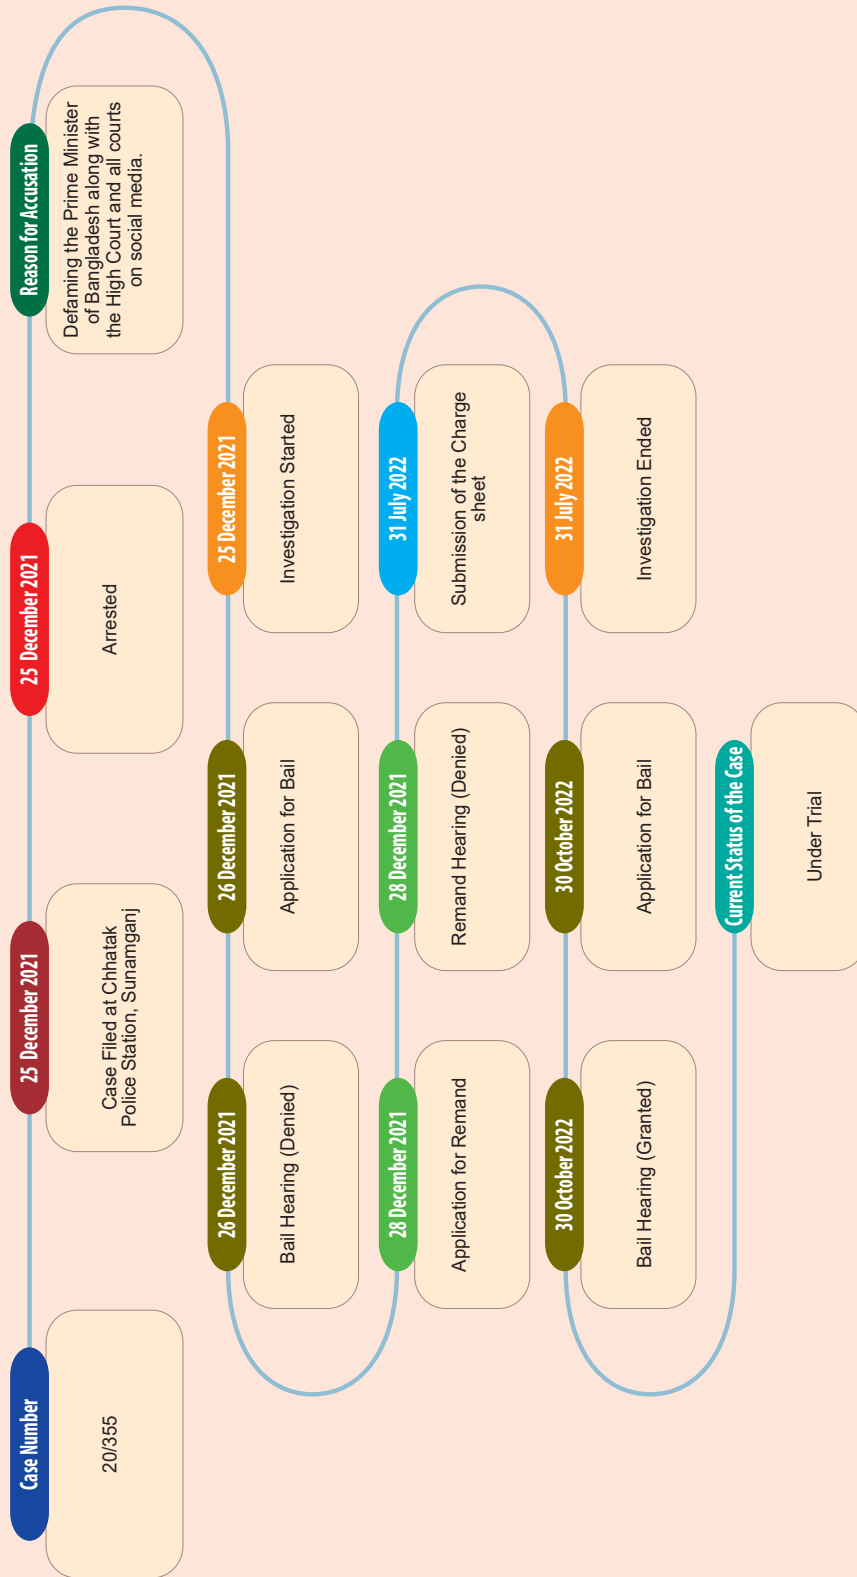 Case Number
20/355
25 December 2021
Case Filed at Chhatak
Police Station, Sunamganj
25 December 2021
Arrested
Reason for Accusation
Defaming the Prime Minister
of Bangladesh along with
the High Court and all courts
on social media.
25 December 2021
Investigation Started
26 December 2021
Application for Bail
26 December 2021
Bail Hearing (Denied)
28 December 2021
Application for Remand
28 December 2021
Remand Hearing (Denied)
31 July 2022
Submission of the Charge
sheet
31 July 2022
Investigation Ended
30 October 2022
Application for Bail
30 October 2022
Bail Hearing (Granted)
Current Status of the Case
Under Trial